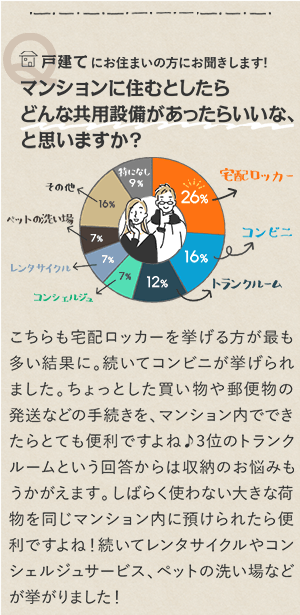 Q
戸建てにお住まいの方にお聞きします!
マンションに住むとしたら
どんな共用設備があったらいいな、
と思いますか?
特になし
9%
宅配ロッカー
26%
その他
16%
ペットの洗い場
7%
コンビニ
16%
レンタサイクル
7%
トランクルーム
12%
コンシェルジュ
7%
こちらも宅配ロッカーを挙げる方が最も
多い結果に。続いてコンビニが挙げられ
ました。ちょっとした買い物や郵便物の
発送などの手続きを、マンション内ででき
たらとても便利ですよね♪3位のトランク
ルームという回答からは収納のお悩みも
うかがえます。しばらく使わない大きな荷
物を同じマンション内に預けられたら便
利ですよね!続いてレンタサイクルやコン
シェルジュサービス、ペットの洗い場など
が挙がりました!